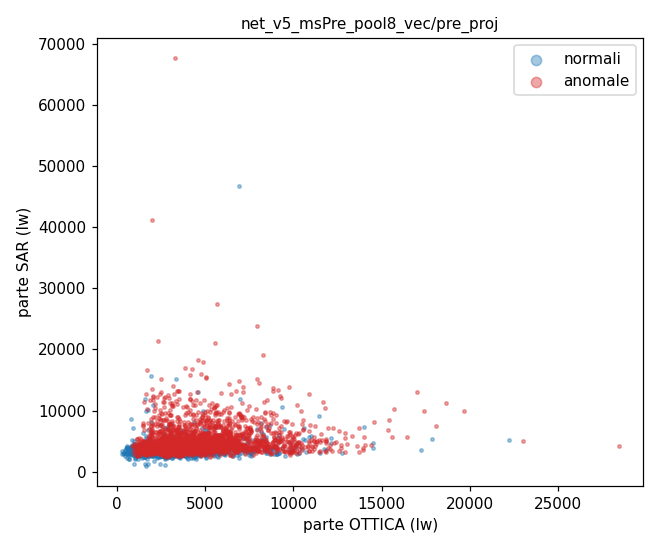 net_v5_msPre_pool8_vec/pre_proj
normali
anomale
70000
60000
50000
40000
30000
20000
10000
0
parte SAR (lw)
0 5000 10000 15000 20000 25000
parte OTTICA (lw)